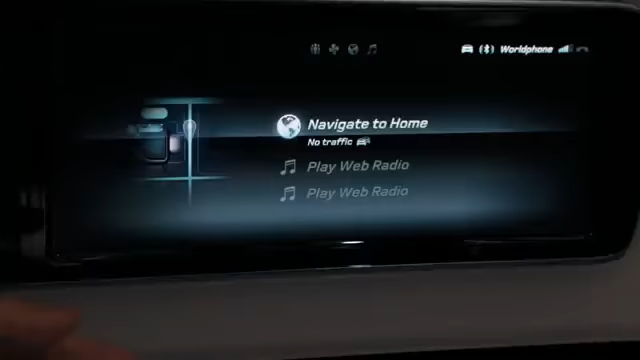 Worldphone
Navigate to Home
No traffic
Play Web Radio
Play Web Radio